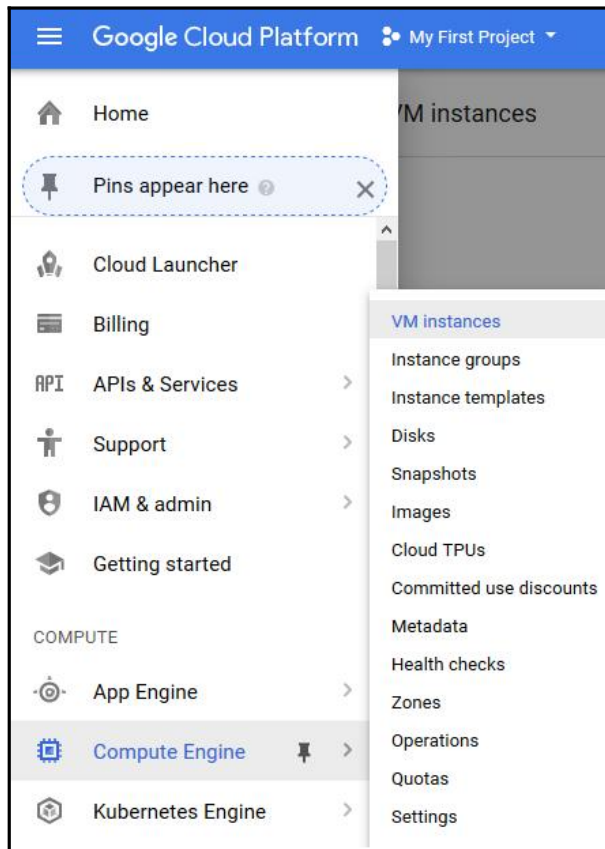 Google Cloud Platform My First Project
Home
VM instances
Pins appear here
Cloud Launcher
Billing
API APIs & Services
Support
IAM & admin
Getting started
COMPUTE
App Engine
Compute Engine
Kubernetes Engine
VM instances
Instance groups
Instance templates
Disks
Snapshots
Images
Cloud TPUs
Committed use discounts
Metadata
Health checks
Zones
Operations
Quotas
Settings